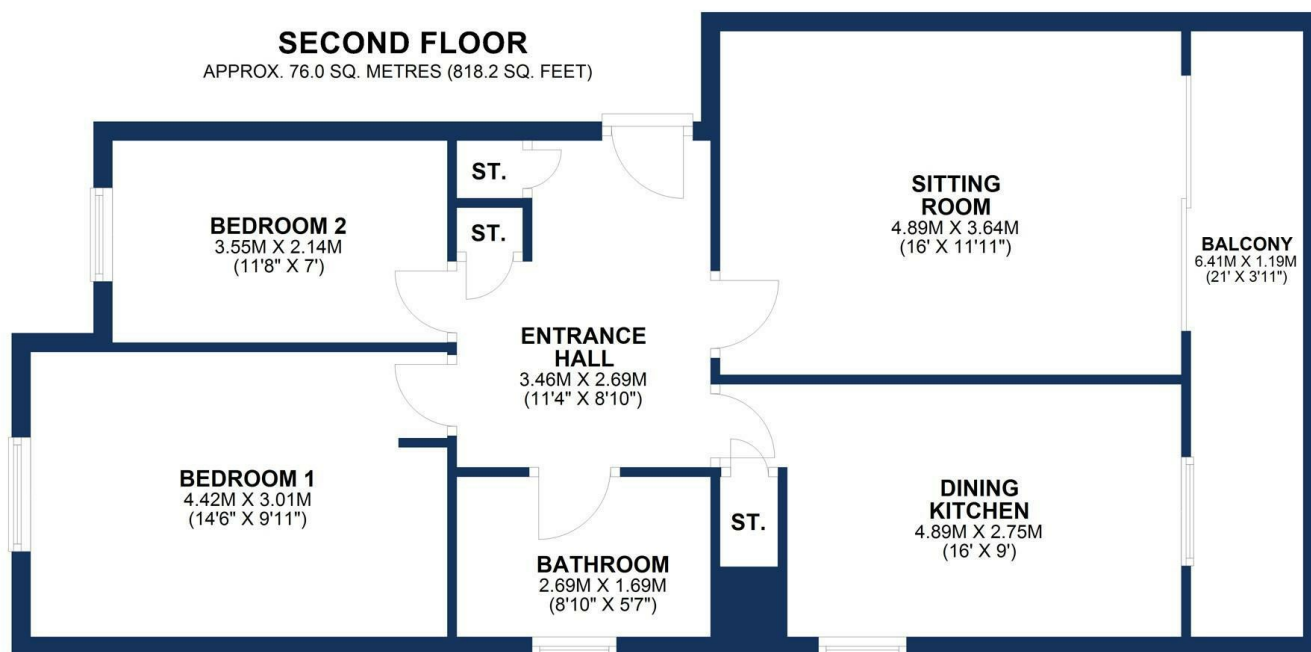 SECOND FLOOR
APPROX. 76.0 SQ. METRES (818.2 SQ. FEET)
ST.
ST.
BEDROOM 2
3.55M X 2.14M
(11'8" X 7')
SITTING
ROOM
4.89M X 3.64M
(16' X 11'11")
BALCONY
6.41M X 1.19M
(21' X 3'11")
ENTRANCE
HALL
3.46M X 2.69M
(11'4" X 8'10")
BEDROOM 1
4.42M X 3.01M
(14'6" X 9'11")
BATHROOM
2.69M X 1.69M
(8'10" X 5'7")
ST.
DINING
KITCHEN
4.89M X 2.75M
(16' X 9')